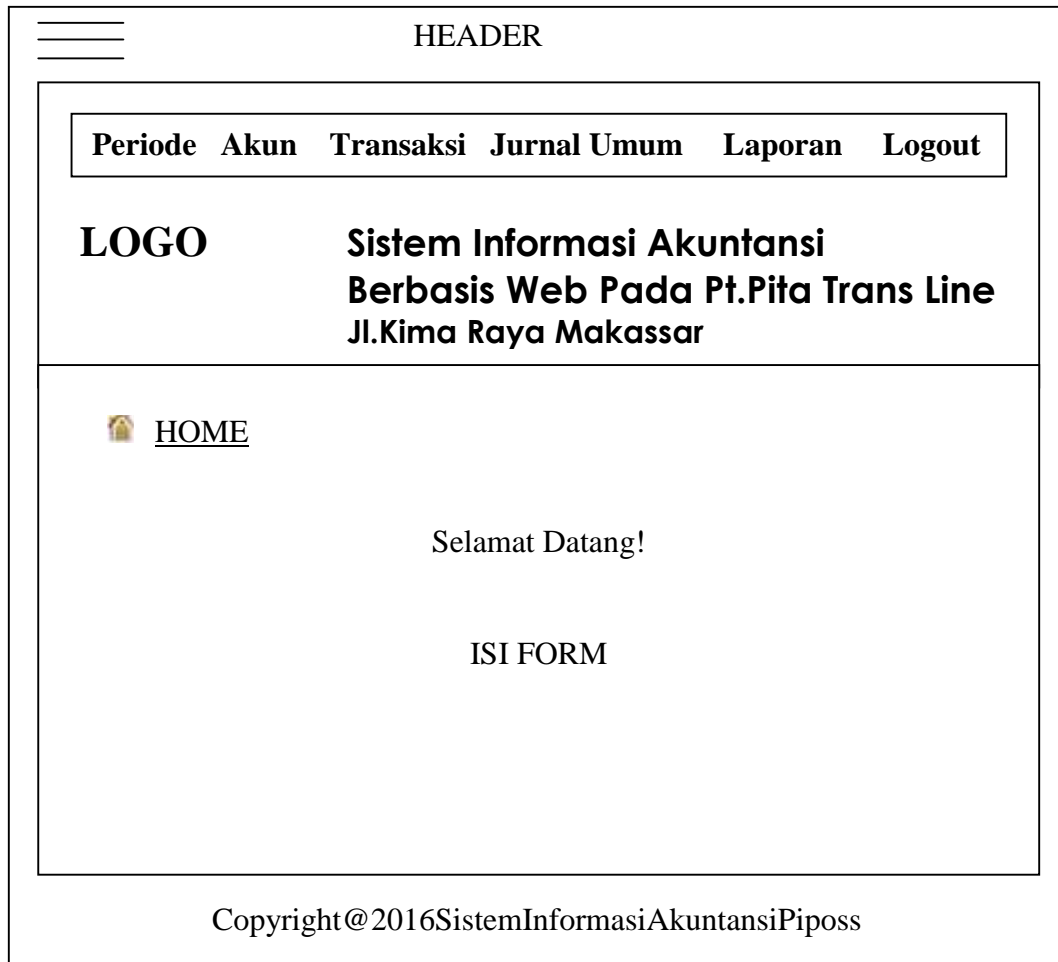 HEADER
Periode Akun Transaksi Jurnal Umum Laporan Logout
LOGO
Sistem Informasi Akuntansi
Berbasis Web Pada Pt.Pita Trans Line
Jl.Kima Raya Makassar
HOME
Selamat Datang!
ISI FORM
Copyright@2016SistemInformasiAkuntansiPiposs